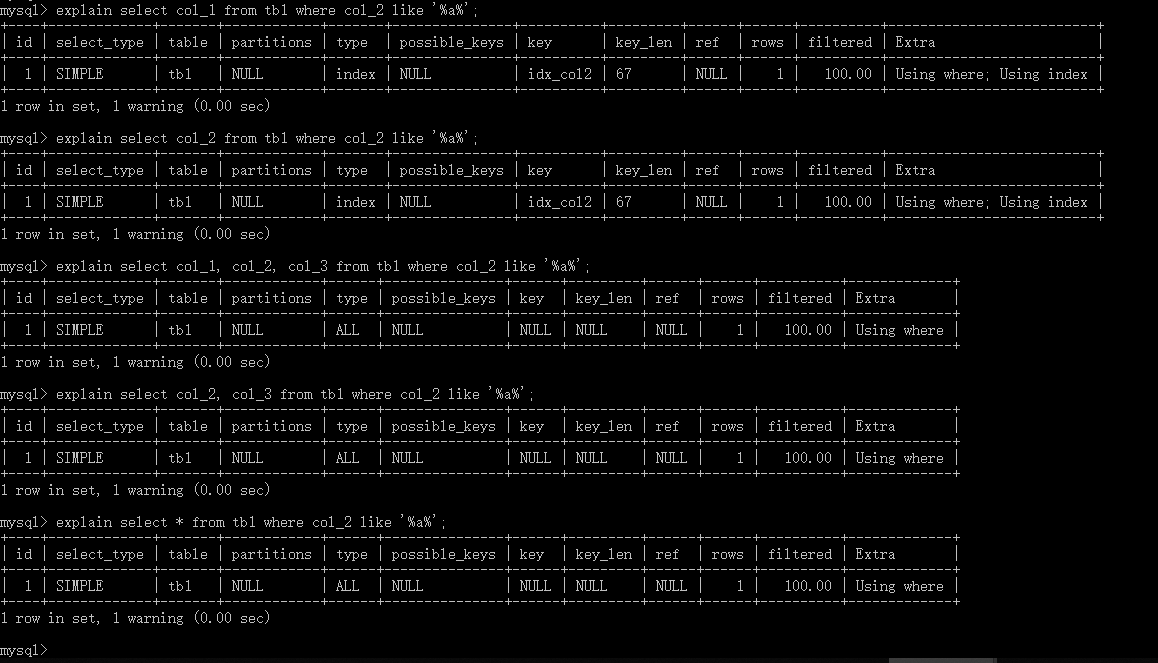 mysql> explain select col_1 from tb1 where col_2 like '%a%';
+----+-------------+-------+------------+-------+---------------+----------+---------+------+------+----------+--------------------------+
| id | select_type | table | partitions | type  | possible_keys | key      | key_len | ref  | rows | filtered | Extra                    |
+----+-------------+-------+------------+-------+---------------+----------+---------+------+------+----------+--------------------------+
|  1 | SIMPLE      | tb1   | NULL       | index | NULL          | idx_col2 | 67      | NULL |    1 |   100.00 | Using where; Using index |
+----+-------------+-------+------------+-------+---------------+----------+---------+------+------+----------+--------------------------+
1 row in set, 1 warning (0.00 sec)
mysql> explain select col_2 from tb1 where col_2 like '%a%';
+----+-------------+-------+------------+-------+---------------+----------+---------+------+------+----------+--------------------------+
| id | select_type | table | partitions | type  | possible_keys | key      | key_len | ref  | rows | filtered | Extra                    |
+----+-------------+-------+------------+-------+---------------+----------+---------+------+------+----------+--------------------------+
|  1 | SIMPLE      | tb1   | NULL       | index | NULL          | idx_col2 | 67      | NULL |    1 |   100.00 | Using where; Using index |
+----+-------------+-------+------------+-------+---------------+----------+---------+------+------+----------+--------------------------+
1 row in set, 1 warning (0.00 sec)
mysql> explain select col_1, col_2, col_3 from tb1 where col_2 like '%a%';
+----+-------------+-------+------------+------+---------------+------+---------+------+------+----------+-------------+
| id | select_type | table | partitions | type | possible_keys | key  | key_len | ref  | rows | filtered | Extra       |
+----+-------------+-------+------------+------+---------------+------+---------+------+------+----------+-------------+
|  1 | SIMPLE      | tb1   | NULL       | ALL  | NULL          | NULL | NULL    | NULL |    1 |   100.00 | Using where |
+----+-------------+-------+------------+------+---------------+------+---------+------+------+----------+-------------+
1 row in set, 1 warning (0.00 sec)
mysql> explain select col_2, col_3 from tb1 where col_2 like '%a%';
+----+-------------+-------+------------+------+---------------+------+---------+------+------+----------+-------------+
| id | select_type | table | partitions | type | possible_keys | key  | key_len | ref  | rows | filtered | Extra       |
+----+-------------+-------+------------+------+---------------+------+---------+------+------+----------+-------------+
|  1 | SIMPLE      | tb1   | NULL       | ALL  | NULL          | NULL | NULL    | NULL |    1 |   100.00 | Using where |
+----+-------------+-------+------------+------+---------------+------+---------+------+------+----------+-------------+
1 row in set, 1 warning (0.00 sec)
mysql> explain select * from tb1 where col_2 like '%a%';
+----+-------------+-------+------------+------+---------------+------+---------+------+------+----------+-------------+
| id | select_type | table | partitions | type | possible_keys | key  | key_len | ref  | rows | filtered | Extra       |
+----+-------------+-------+------------+------+---------------+------+---------+------+------+----------+-------------+
|  1 | SIMPLE      | tb1   | NULL       | ALL  | NULL          | NULL | NULL    | NULL |    1 |   100.00 | Using where |
+----+-------------+-------+------------+------+---------------+------+---------+------+------+----------+-------------+
1 row in set, 1 warning (0.00 sec)
mysql>